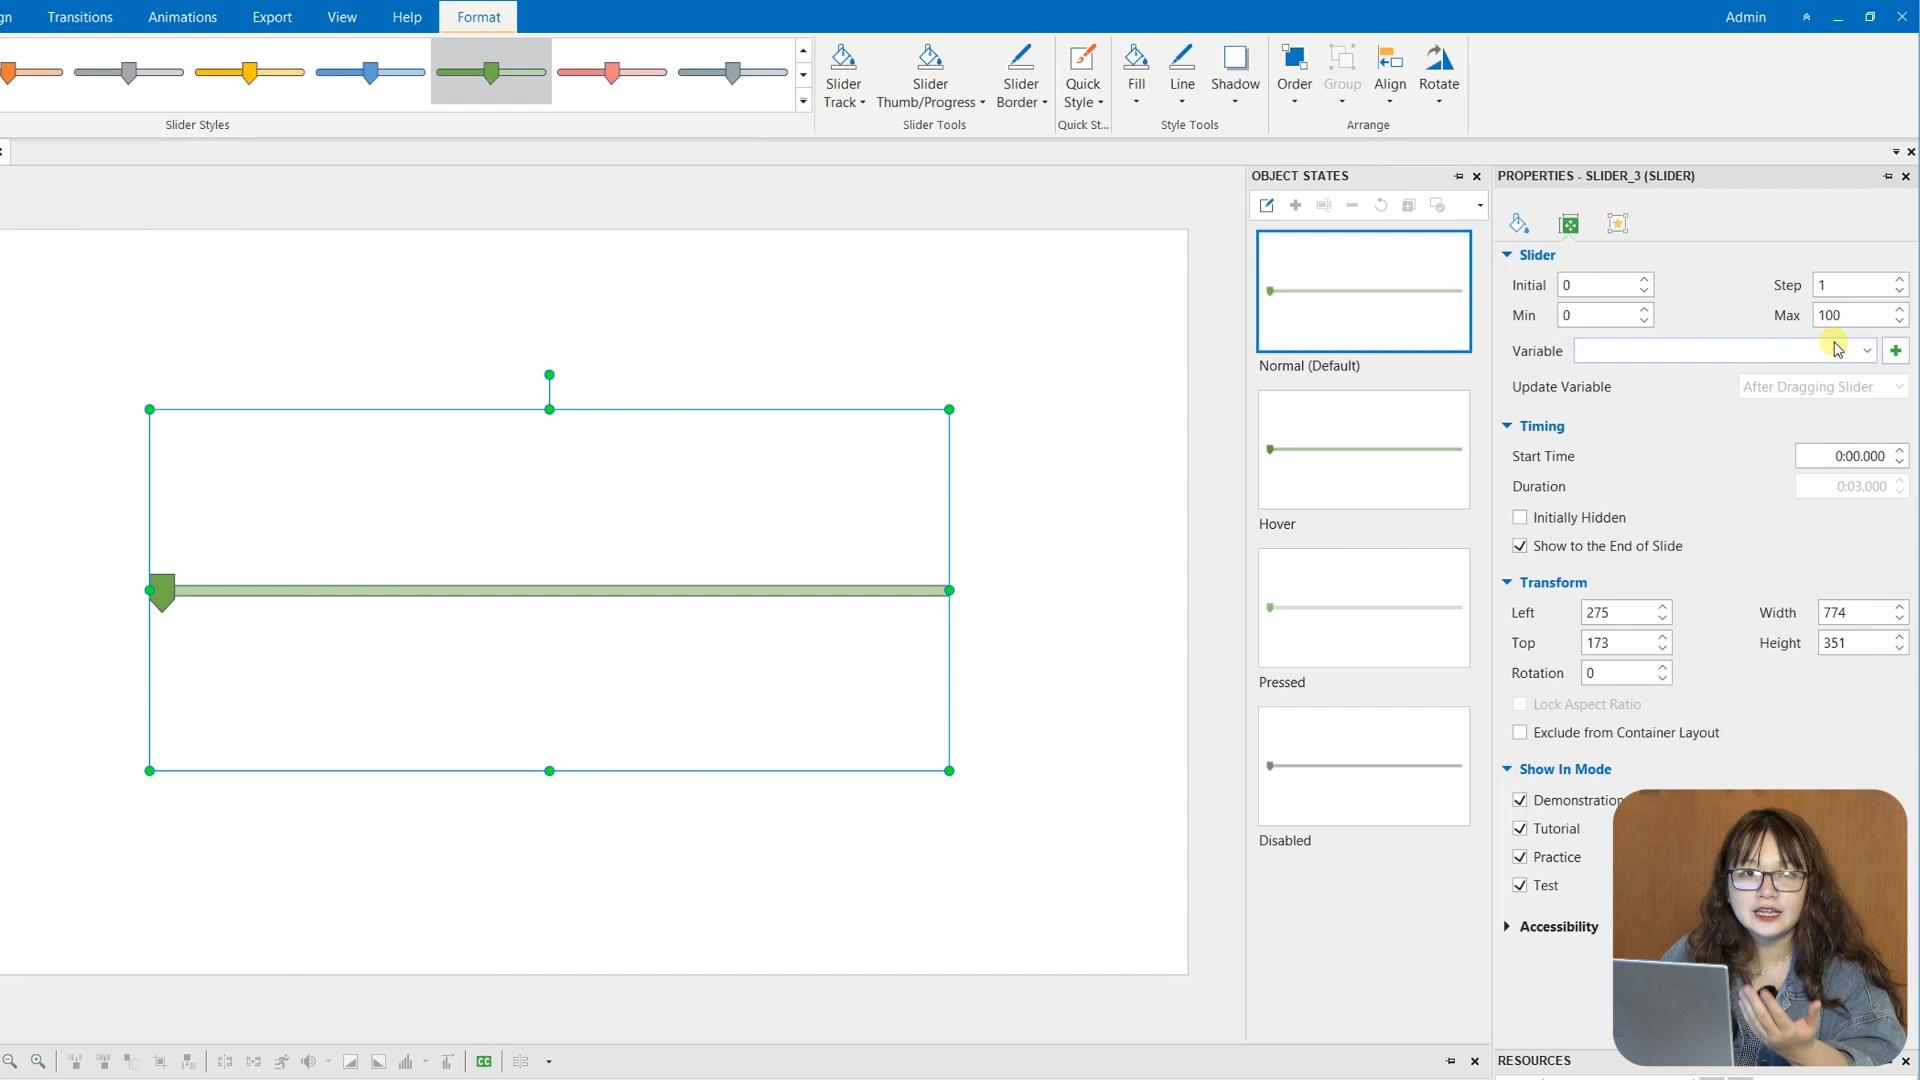 gn Transitions Animations Export View Help Format Admin
Slider Track
Slider Thumb/Progress
Slider Border
Quick Style
Fill
Line
Shadow
Order
Group
Align
Rotate
Slider Styles
Slider Tools
Quick St...
Style Tools
Arrange
OBJECT STATES
Normal (Default)
Hover
Pressed
Disabled
PROPERTIES - SLIDER_3 (SLIDER)
Slider
Initial 0 Step 1
Min 0 Max 100
Variable
Update Variable After Dragging Slider
Timing
Start Time 0:00.000
Duration 0:03.000
Initially Hidden
Show to the End of Slide
Transform
Left 275 Width 774
Top 173 Height 351
Rotation 0
Lock Aspect Ratio
Exclude from Container Layout
Show In Mode
Demonstration
Tutorial
Practice
Test
Accessibility
CC
RESOURCES